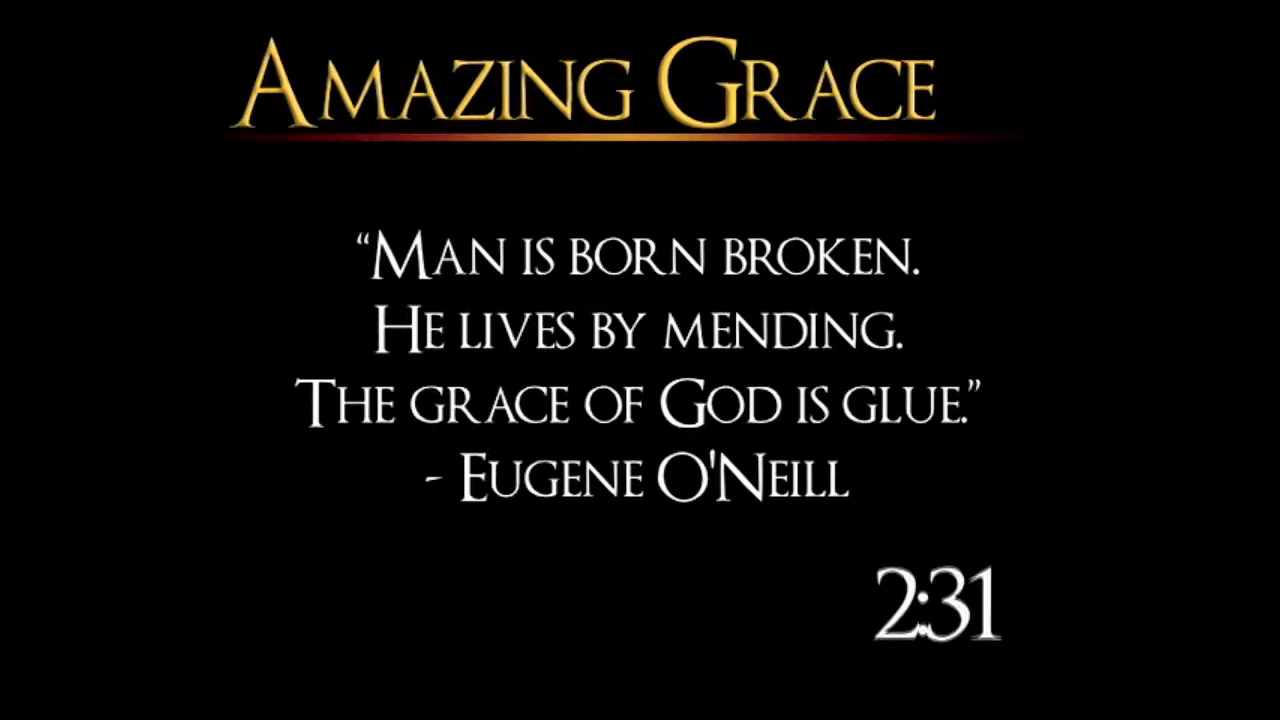 Amazing Grace
“Man is born broken.
He lives by mending.
The grace of God is glue.”
- Eugene O'Neill
2:31